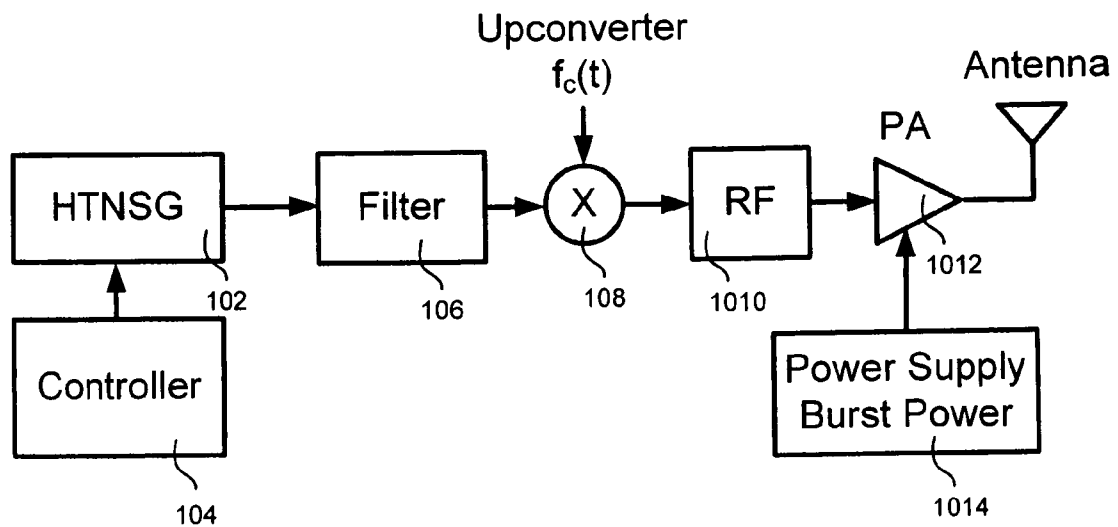 Upconverter
fc(t)
Antenna
PA
HTNSG
Filter
X
RF
102
106
108
1010
1012
Controller
Power Supply
Burst Power
104
1014